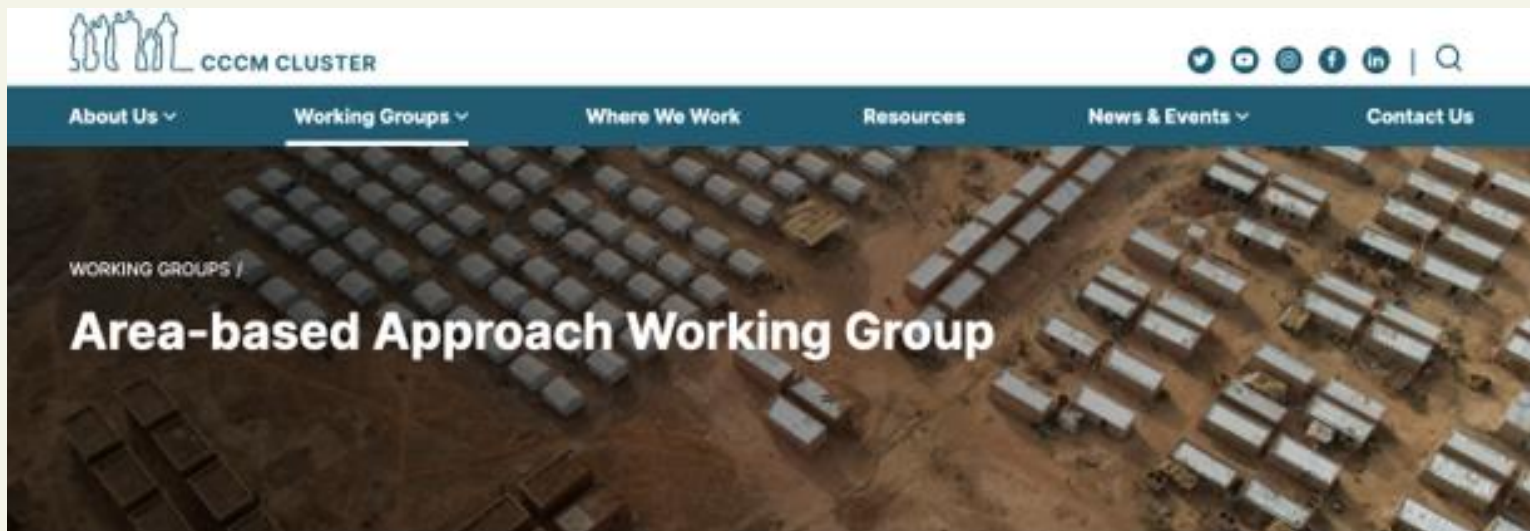 CCCM CLUSTER
About Us Working Groups Where We Work Resources News & Events Contact Us
WORKING GROUPS /
Area-based Approach Working Group